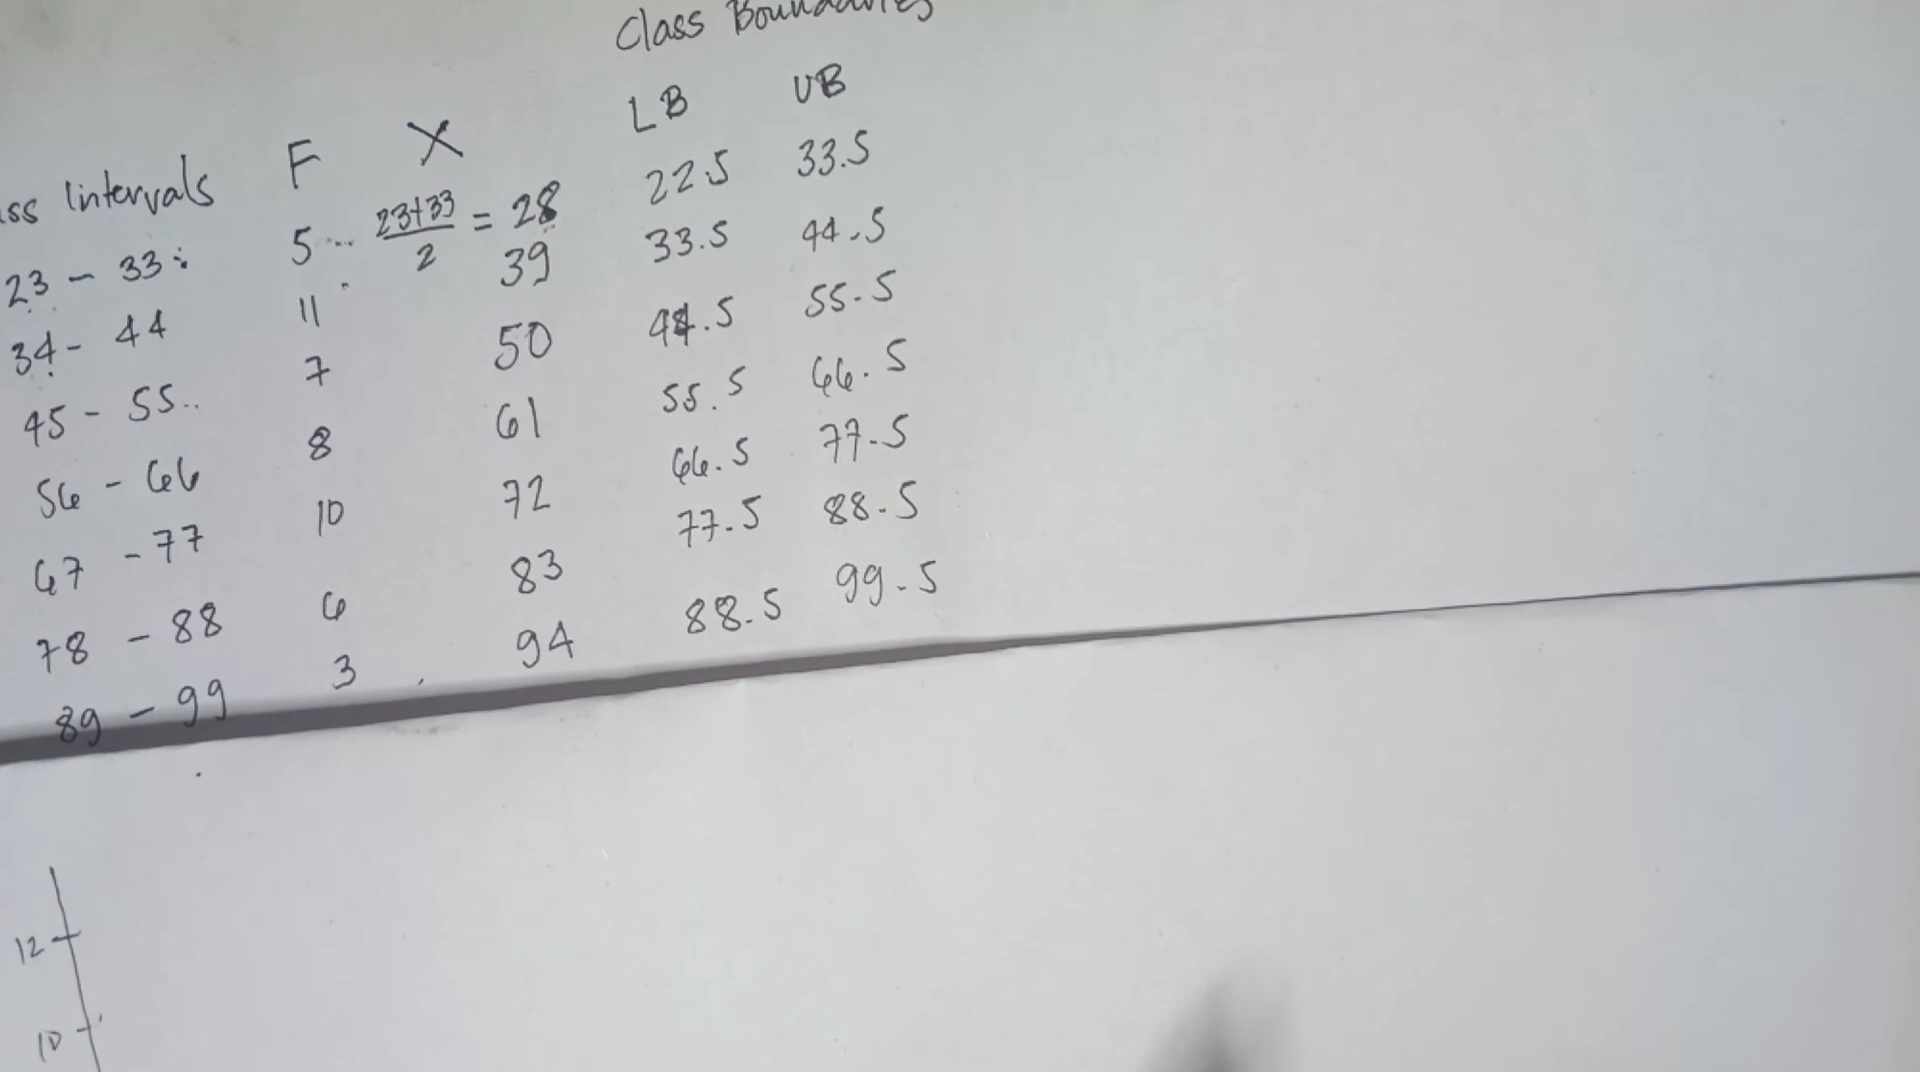 Class Boundaries
ss Intervals F X LB UB
23 - 33 5 23+33/2 = 28 22.5 33.5
34 - 44 11 39 33.5 44.5
45 - 55 7 50 44.5 55.5
56 - 66 8 61 55.5 66.5
67 - 77 10 72 66.5 77.5
78 - 88 6 83 77.5 88.5
89 - 99 3 94 88.5 99.5
12
10